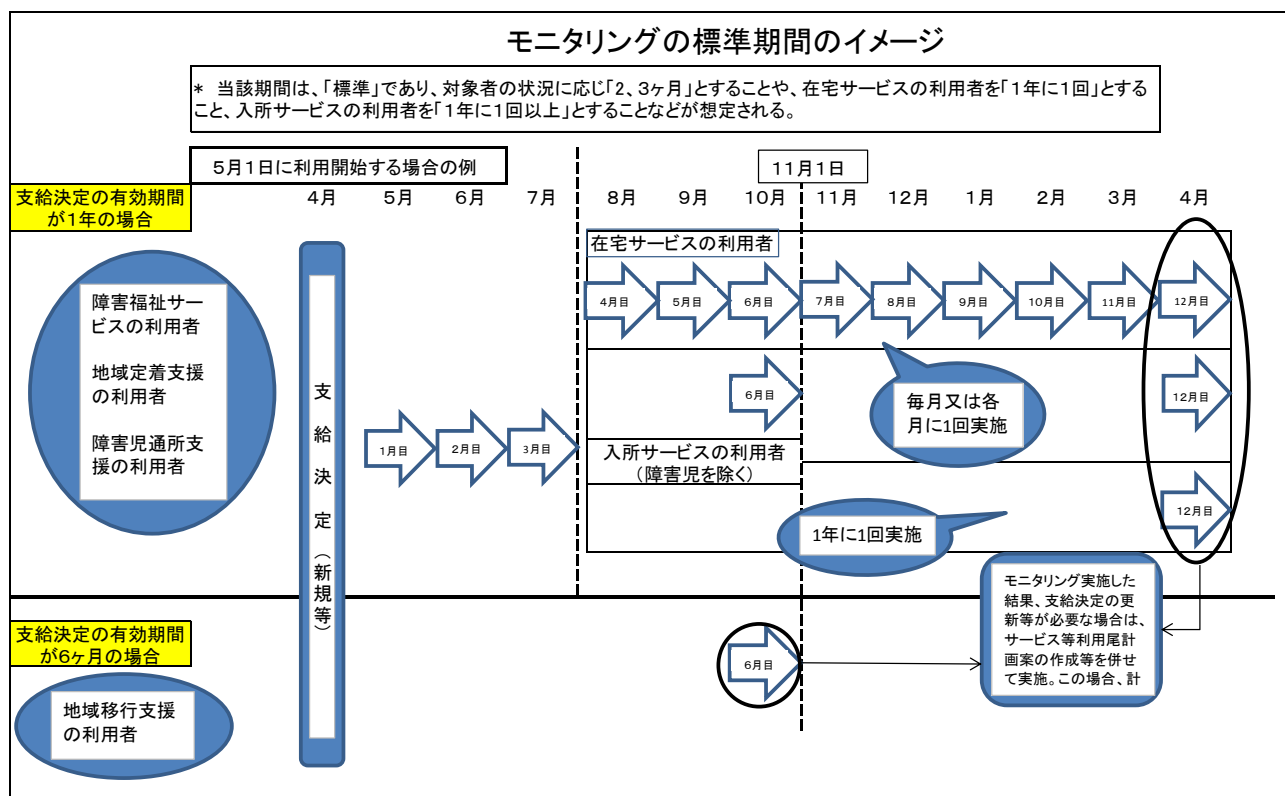 モニタリングの標準期間のイメージ
* 当該期間は、「標準」であり、対象者の状況に応じ「2、3ヶ月」とすることや、在宅サービスの利用者を「1年に1回」とする
こと、入所サービスの利用者を「1年に1回以上」とすることなどが想定される。
5月1日に利用開始する場合の例
11月1日
支給決定の有効期間
が1年の場合
4月 5月 6月 7月 8月 9月 10月 11月 12月 1月 2月 3月 4月
在宅サービスの利用者
4月目 5月目 6月目 7月目 8月目 9月目 10月目 11月目 12月目
障害福祉サー
ビスの利用者
地域定着支援
の利用者
障害児通所支
援の利用者
支給決定(新規等)
1月目 2月目 3月目
6月目
12月目
毎月又は各
月に1回実施
入所サービスの利用者
(障害児を除く)
12月目
1年に1回実施
モニタリング実施した
結果、支給決定の更
新等が必要な場合は、
サービス等利用尾計
画案の作成等を併せ
て実施。この場合、計
支給決定の有効期間
が6ヶ月の場合
6月目
地域移行支援
の利用者